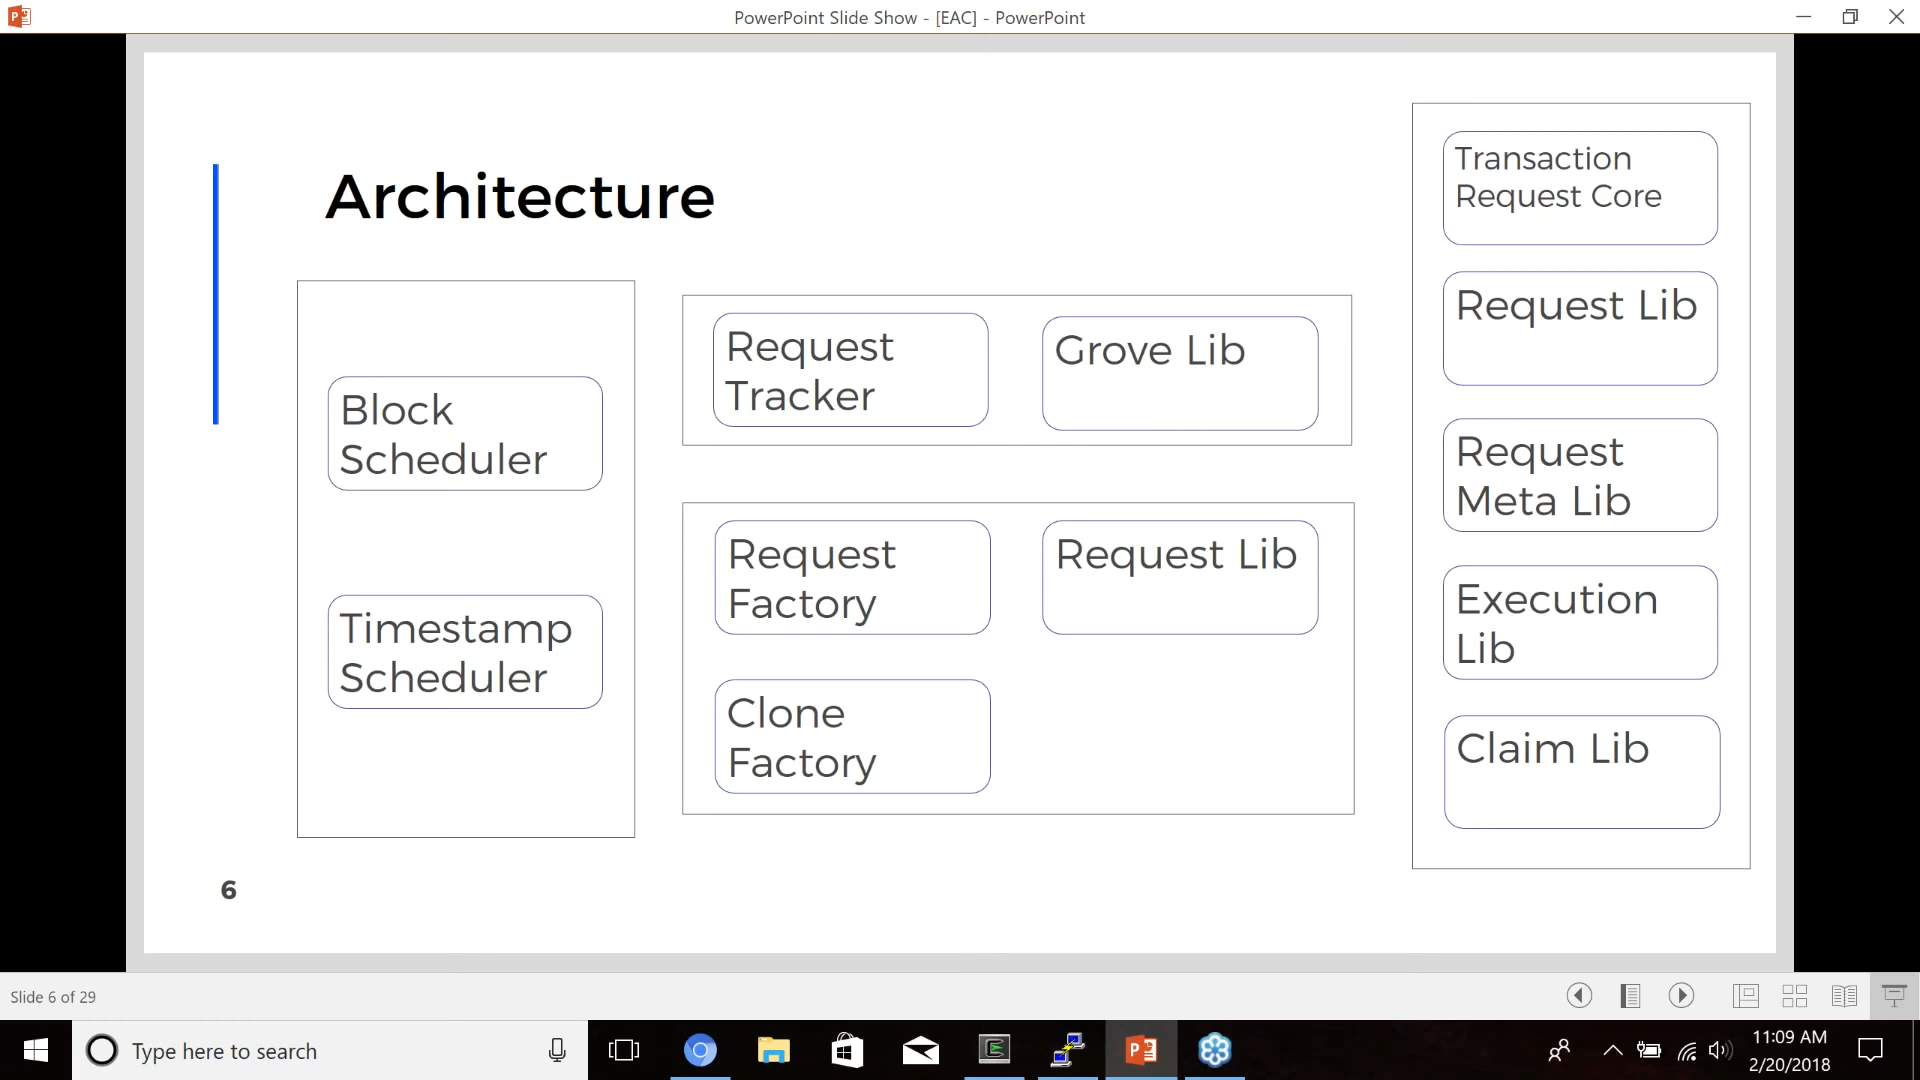 PowerPoint Slide Show - [EAC] - PowerPoint
Architecture
Block
Scheduler
Timestamp
Scheduler
Request
Tracker
Grove Lib
Request
Factory
Request Lib
Clone
Factory
Transaction
Request Core
Request Lib
Request
Meta Lib
Execution
Lib
Claim Lib
6
Slide 6 of 29
Type here to search
11:09 AM
2/20/2018